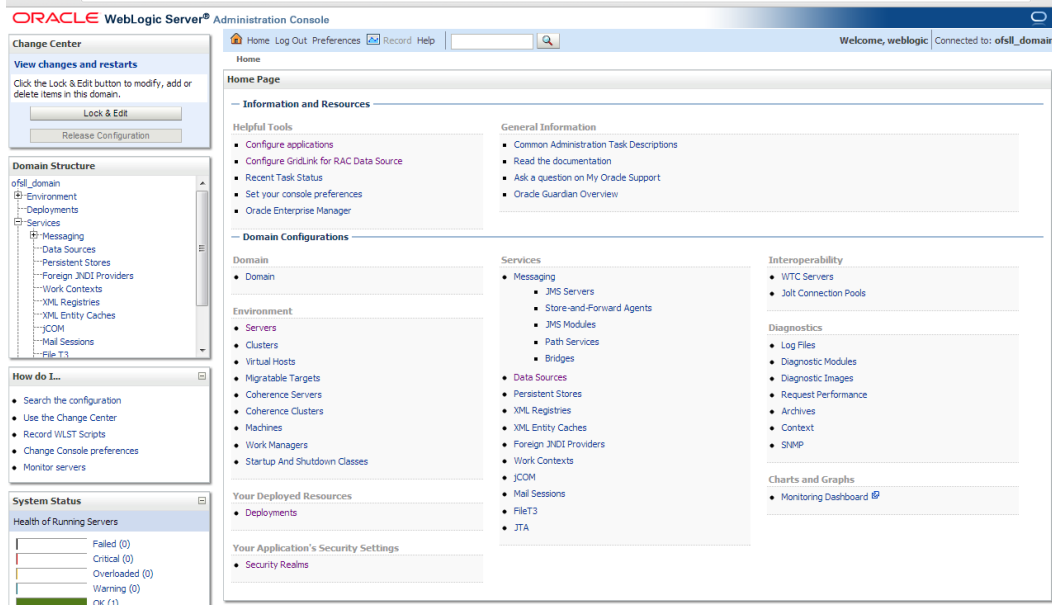 ORACLE WebLogic Server® Administration Console
Change Center
View changes and restarts
Click the Lock & Edit button to modify, add or
delete items in this domain.
Lock & Edit
Release Configuration
Domain Structure
ofsll_domain
Environment
Deployments
Services
Messaging
Data Sources
Persistent Stores
Foreign JNDI Providers
Work Contexts
XML Registries
XML Entity Caches
jCOM
Mail Sessions
File T3
How do I...
Search the configuration
Use the Change Center
Record WLST Scripts
Change Console preferences
Monitor servers
System Status
Health of Running Servers
Failed (0)
Critical (0)
Overloaded (0)
Warning (0)
OK (1)
Home Log Out Preferences Record Help
Welcome, weblogic Connected to: ofsll_domain
Home
Home Page
Information and Resources
Helpful Tools
Configure applications
Configure GridLink for RAC Data Source
Recent Task Status
Set your console preferences
Oracle Enterprise Manager
General Information
Common Administration Task Descriptions
Read the documentation
Ask a question on My Oracle Support
Oracle Guardian Overview
Domain Configurations
Domain
Domain
Environment
Servers
Clusters
Virtual Hosts
Migratable Targets
Coherence Servers
Coherence Clusters
Machines
Work Managers
Startup And Shutdown Classes
Your Deployed Resources
Deployments
Your Application's Security Settings
Security Realms
Services
Messaging
JMS Servers
Store-and-Forward Agents
JMS Modules
Path Services
Bridges
Data Sources
Persistent Stores
XML Registries
XML Entity Caches
Foreign JNDI Providers
Work Contexts
jCOM
Mail Sessions
FileT3
JTA
Interoperability
WTC Servers
Jolt Connection Pools
Diagnostics
Log Files
Diagnostic Modules
Diagnostic Images
Request Performance
Archives
Context
SNMP
Charts and Graphs
Monitoring Dashboard